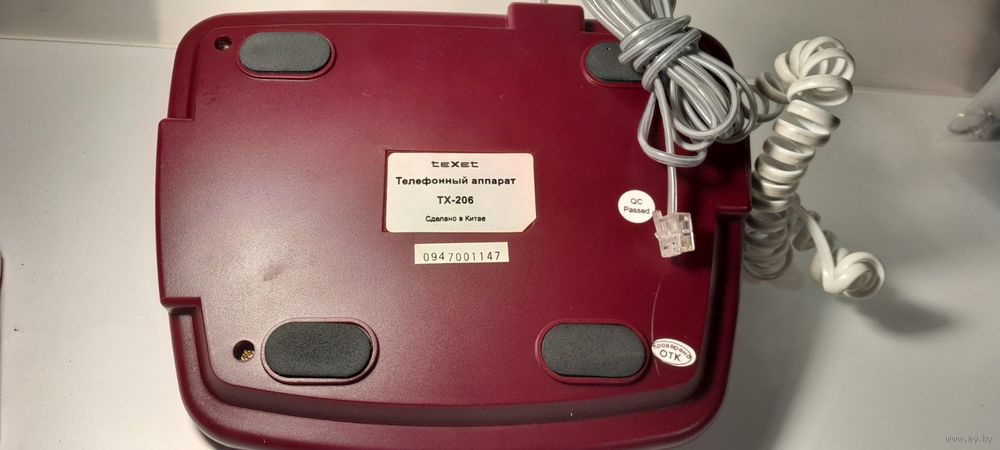 teXet
Телефонный аппарат
TX-206
Сделано в Китае
QC
Passed
0947001147
проверено
ОТК
www.ay.by